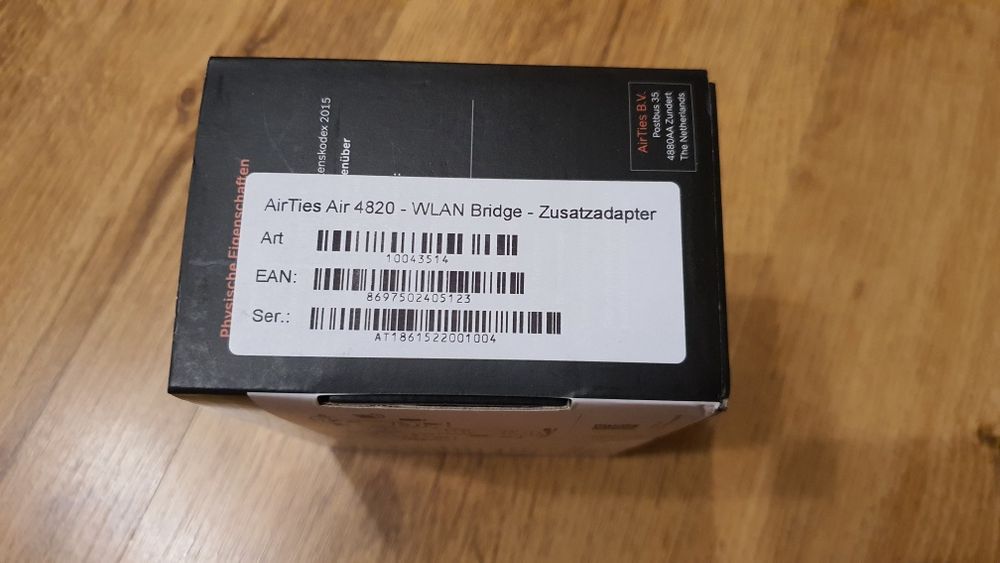 AirTies Air 4820 - WLAN Bridge - Zusatzadapter
Art
10043514
EAN:
8697502405123
Ser.:
AT1861522001004
Physische Eigenschaften
enskodex 2015
enüber
AirTies B.V.
Postbus 35
4880AA Zundert
The Netherlands